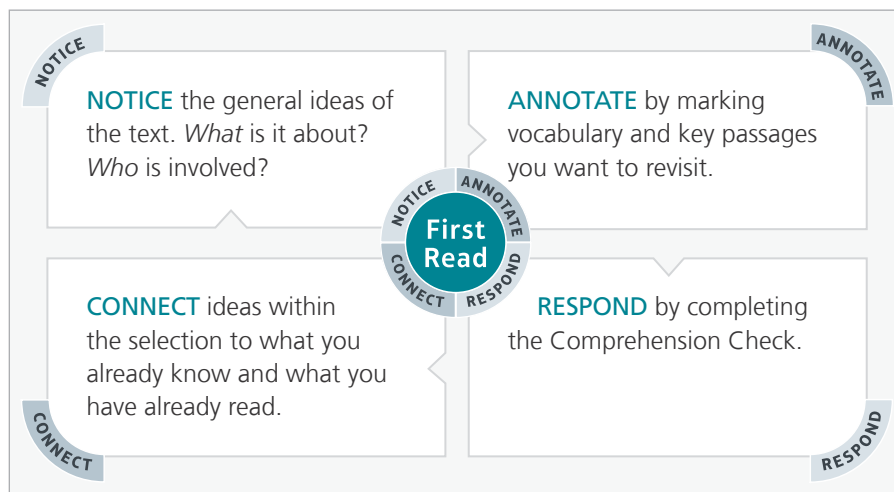 NOTICE
NOTICE the general ideas of
the text. What is it about?
Who is involved?
ANNOTATE
ANNOTATE by marking
vocabulary and key passages
you want to revisit.
NOTICE
ANNOTATE
First
Read
CONNECT
RESPOND
CONNECT ideas within
the selection to what you
already know and what you
have already read.
CONNECT
RESPOND by completing
the Comprehension Check.
RESPOND